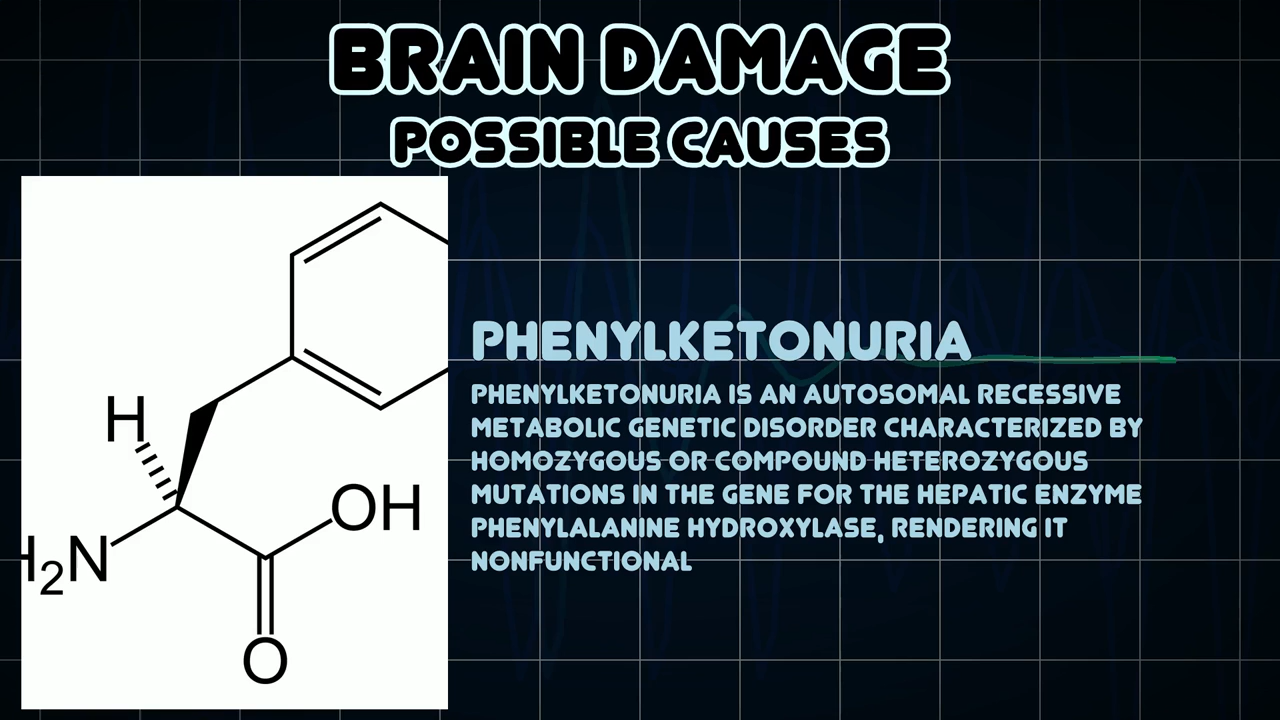 BRAIN DAMAGE
POSSIBLE CAUSES
PHENYLKETONURIA
PHENYLKETONURIA IS AN AUTOSOMAL RECESSIVE
METABOLIC GENETIC DISORDER CHARACTERIZED BY
HOMOZYGOUS OR COMPOUND HETEROZYGOUS
MUTATIONS IN THE GENE FOR THE HEPATIC ENZYME
PHENYLALANINE HYDROXYLASE, RENDERING IT
NONFUNCTIONAL
H
OH
H₂N
O